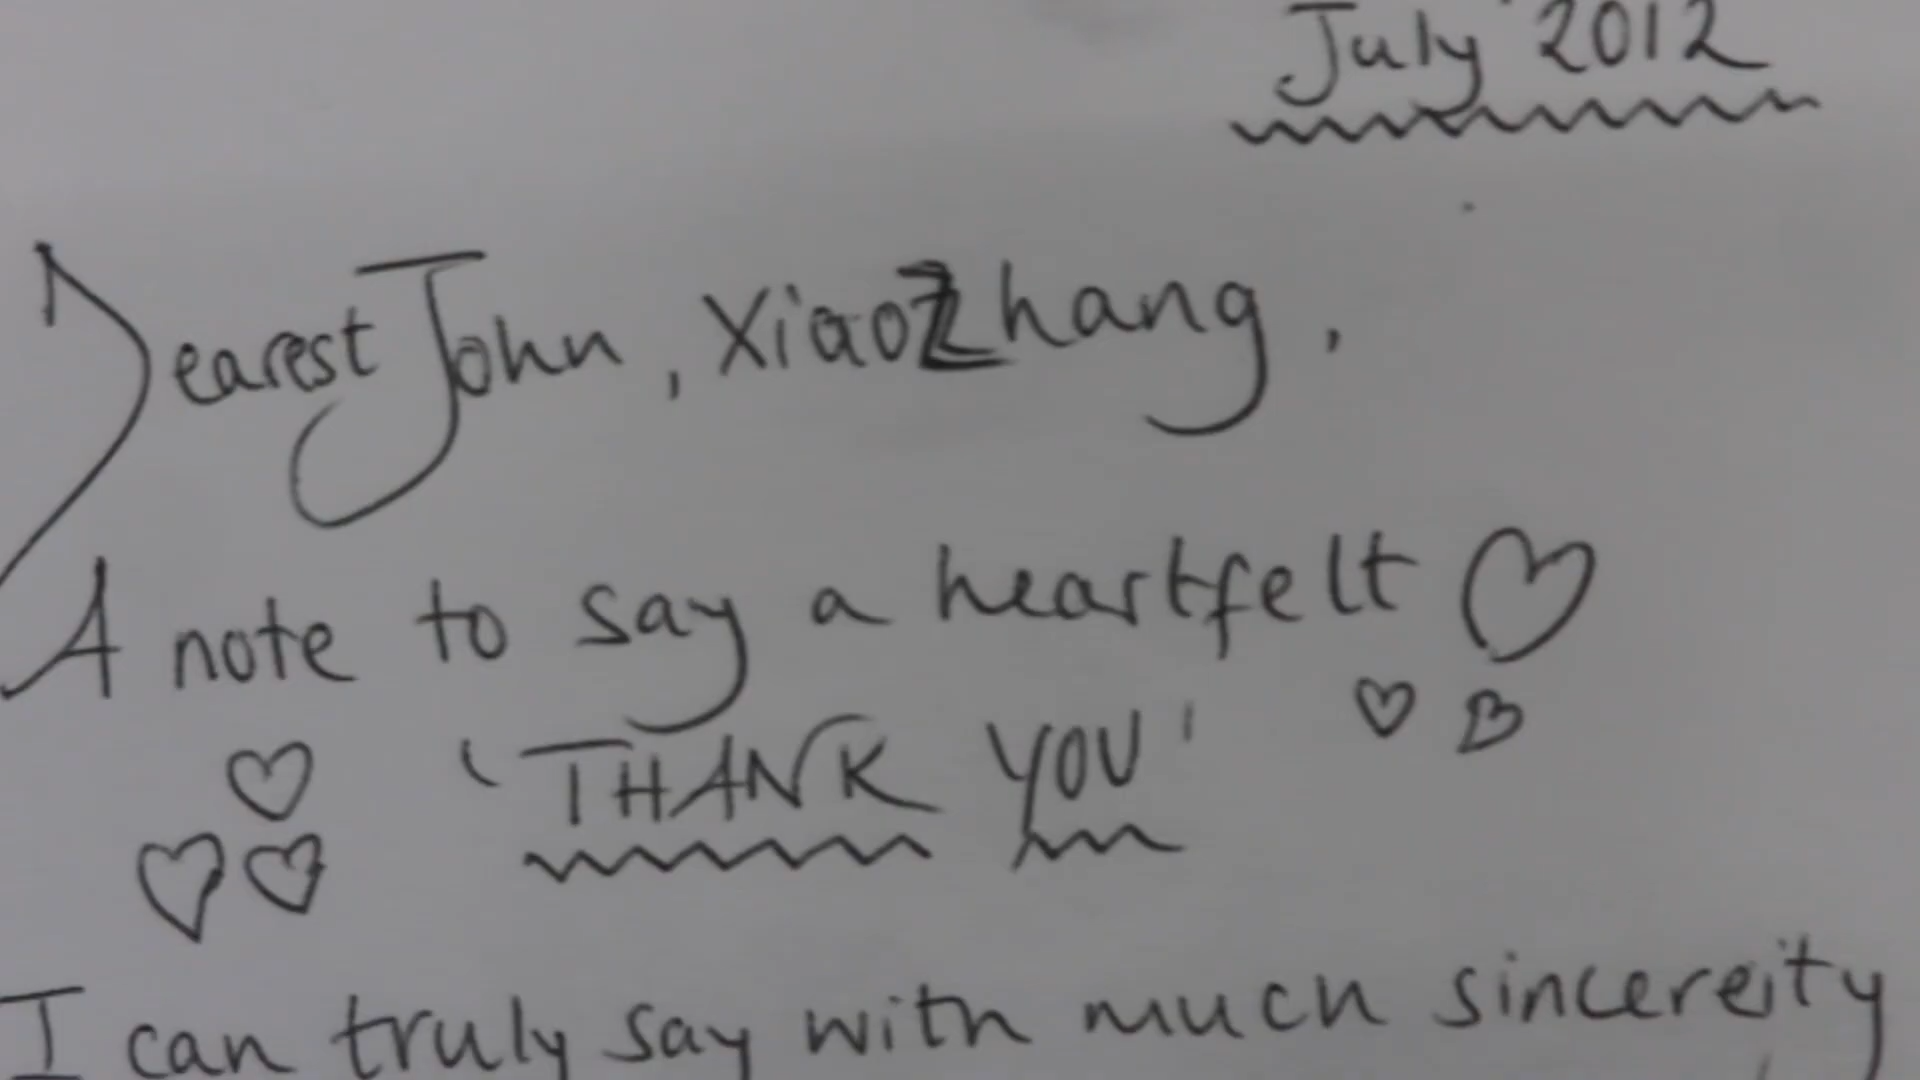 July 2012
Dearest John, XiaoZhang,
A note to say a heartfelt
'THANK YOU'
I can truly say with much sincereity